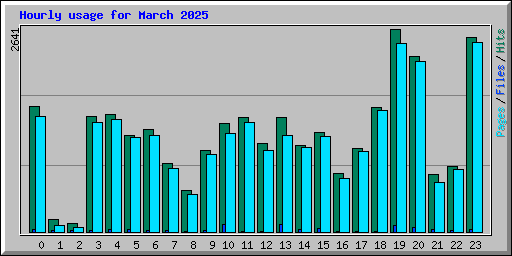 Hourly usage for March 2025
2641
Pages/Files/Hits
0 1 2 3 4 5 6 7 8 9 10 11 12 13 14 15 16 17 18 19 20 21 22 23